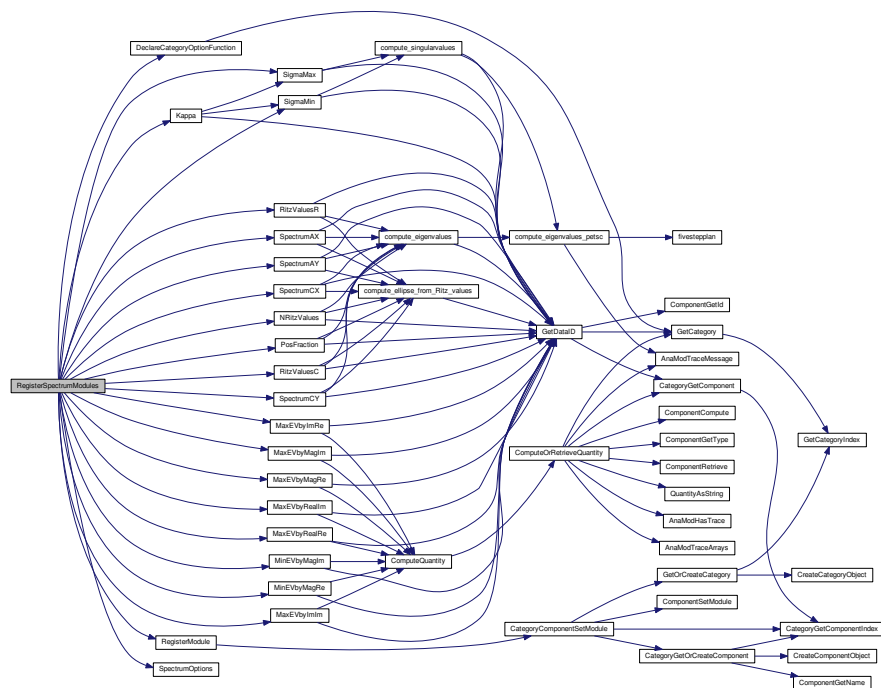 DeclareCategoryOptionFunction
compute_singularvalues
SigmaMax
SigmaMin
Kappa
RitzValuesR
SpectrumAX
compute_eigenvalues
compute_eigenvalues_petsc
fivestepplan
SpectrumAY
SpectrumCX
compute_ellipse_from_Ritz_values
ComponentGetId
NRitzValues
GetDataID
GetCategory
PosFraction
AnaModTraceMessage
RitzValuesC
RegisterSpectrumModules
CategoryGetComponent
SpectrumCY
ComponentCompute
MaxEVbyImRe
ComponentGetType
GetCategoryIndex
MaxEVbyMagIm
ComputeOrRetrieveQuantity
ComponentRetrieve
MaxEVbyMagRe
QuantityAsString
MaxEVbyRealIm
AnaModHasTrace
MaxEVbyRealRe
AnaModTraceArrays
MinEVbyMagIm
ComputeQuantity
GetOrCreateCategory
CreateCategoryObject
MinEVbyMagRe
ComponentSetModule
MaxEVbyImIm
CategoryComponentSetModule
CategoryGetComponentIndex
RegisterModule
CategoryGetOrCreateComponent
CreateComponentObject
SpectrumOptions
ComponentGetName